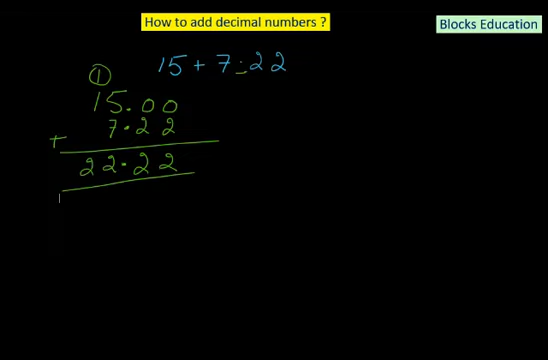 How to add decimal numbers ?
Blocks Education
15 + 7.22
1
15.00
+ 7.22
22.22